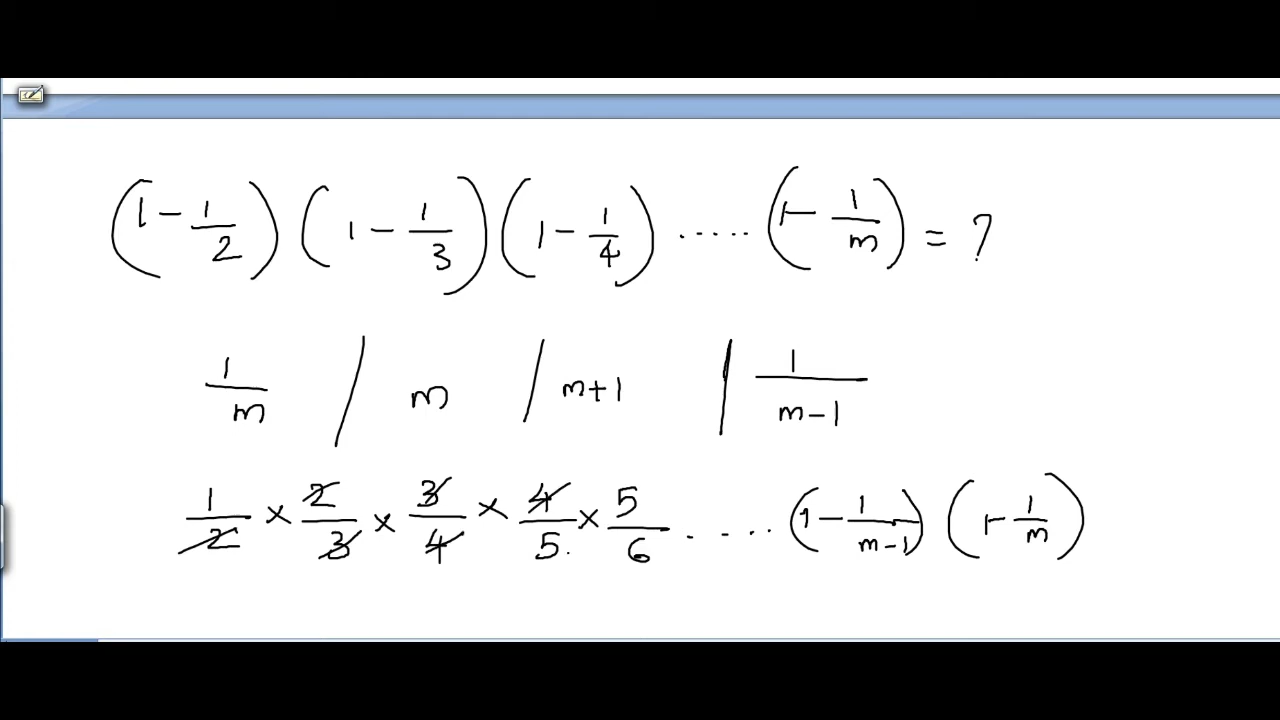 (1 - 1/2) (1 - 1/3) (1 - 1/4) ..... (1 - 1/m) = ?
1/m | m | m+1 | 1/(m-1)
1/2 × 2/3 × 3/4 × 4/5 × 5/6 ...... (1 - 1/(m-1)) (1 - 1/m)